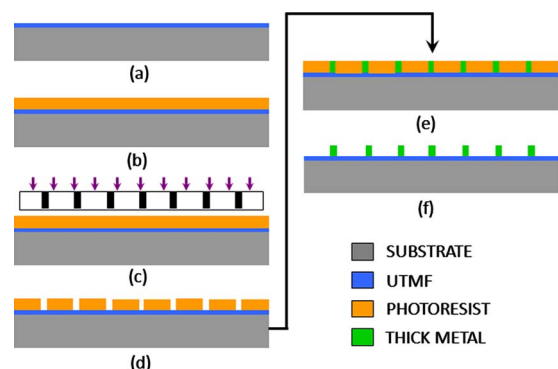 (a)
(b)
(c)
(d)
(e)
(f)
SUBSTRATE
UTMF
PHOTORESIST
THICK METAL